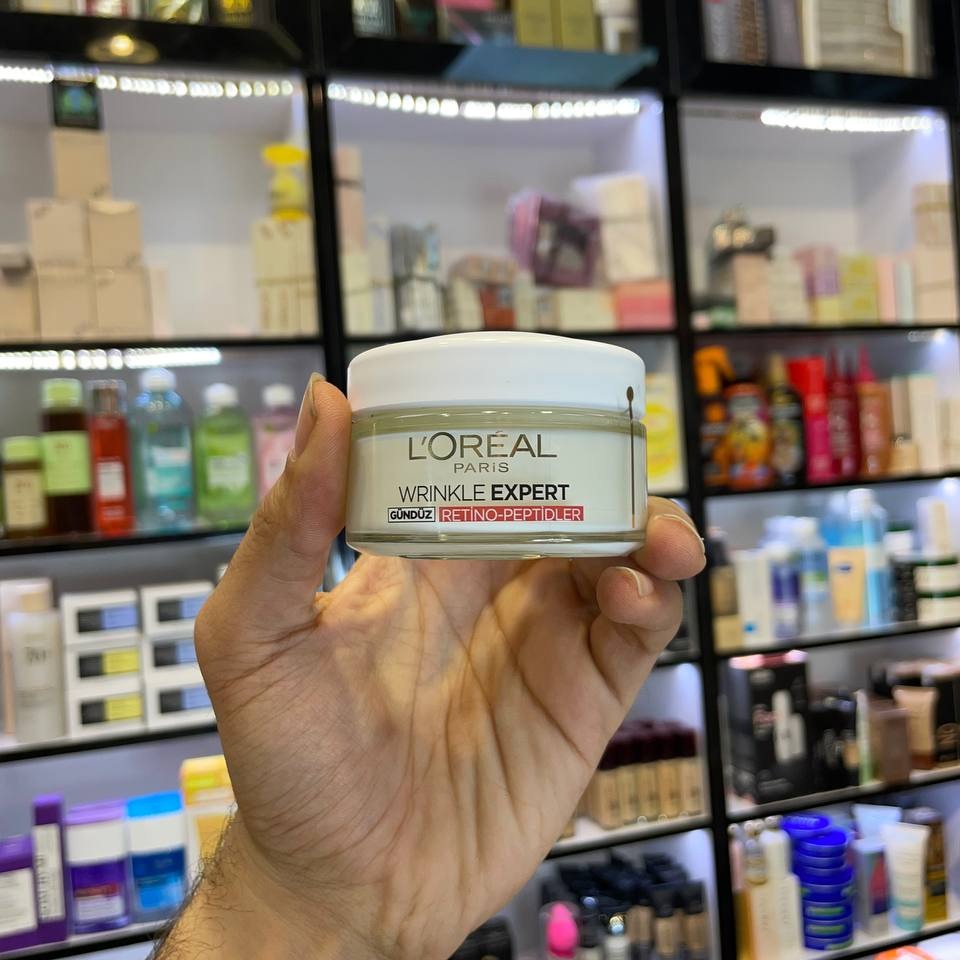 L'ORÉAL
PARiS
WRINKLE EXPERT
GÜNDÜZ RETİNO-PEPTİDLER